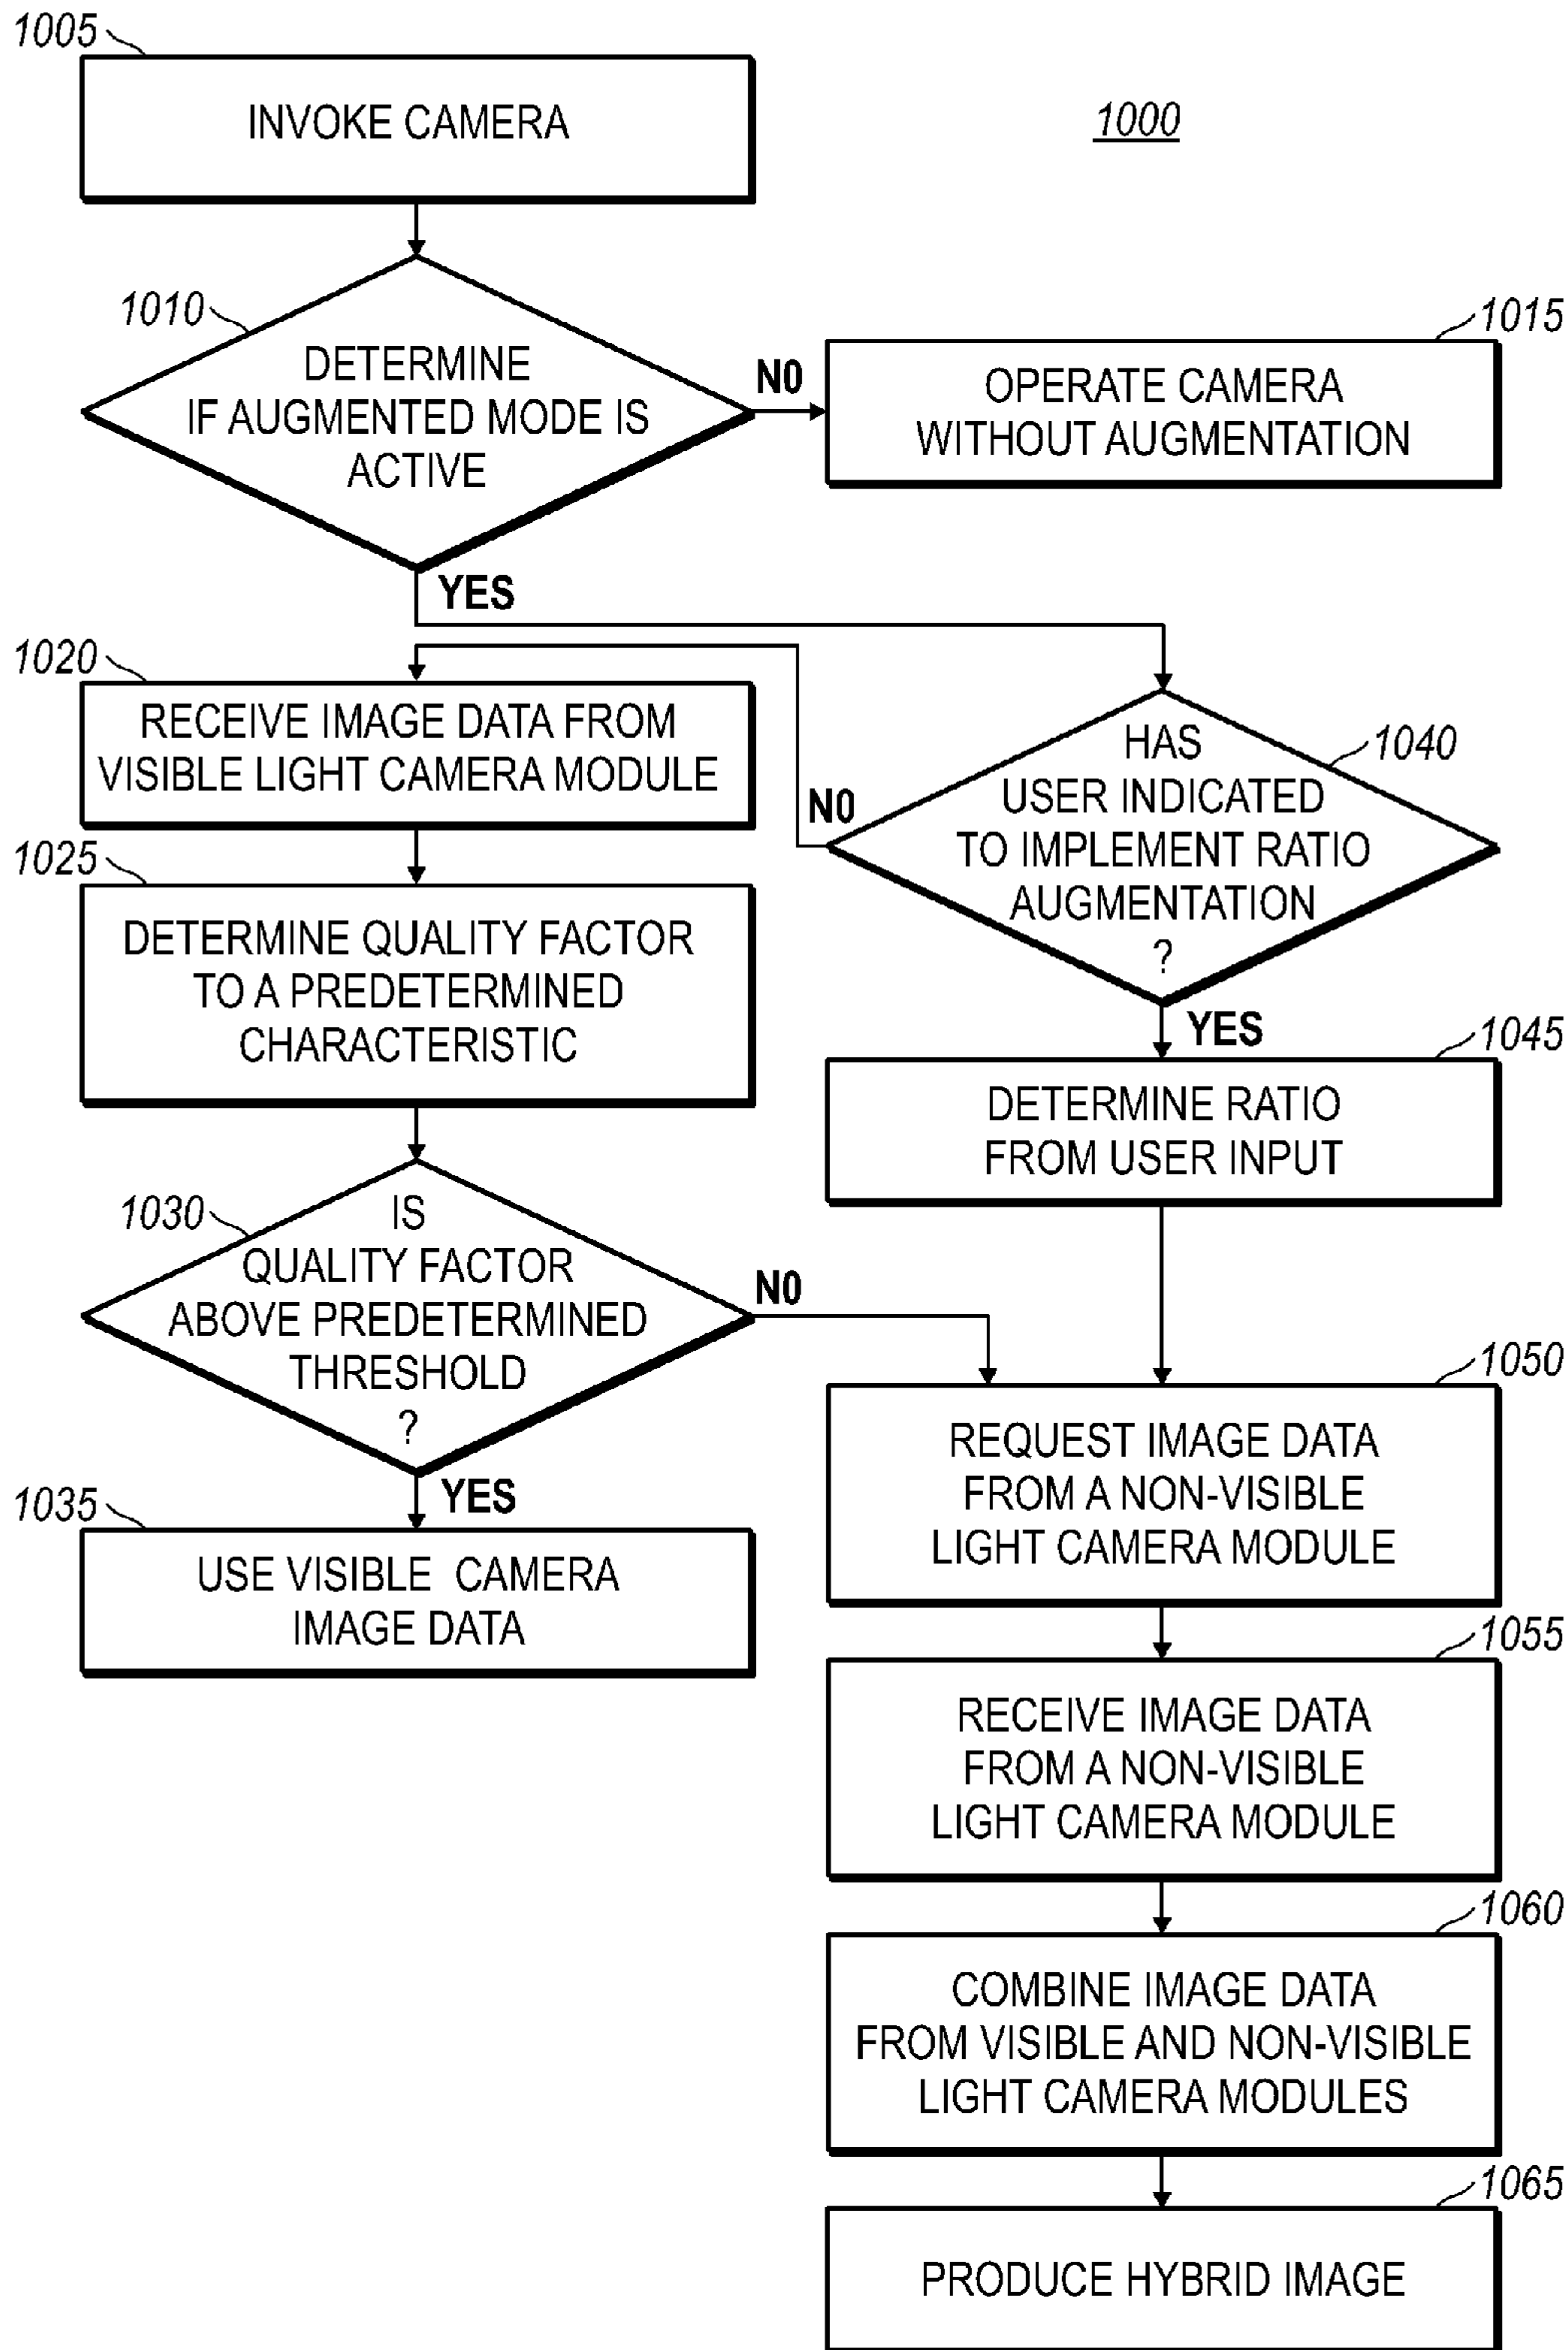 1005
INVOKE CAMERA
1000
1010
DETERMINE
IF AUGMENTED MODE IS
ACTIVE
NO
1015
OPERATE CAMERA
WITHOUT AUGMENTATION
YES
1020
RECEIVE IMAGE DATA FROM
VISIBLE LIGHT CAMERA MODULE
1040
HAS
USER INDICATED
TO IMPLEMENT RATIO
AUGMENTATION
?
NO
1025
DETERMINE QUALITY FACTOR
TO A PREDETERMINED
CHARACTERISTIC
YES
1045
DETERMINE RATIO
FROM USER INPUT
1030
IS
QUALITY FACTOR
ABOVE PREDETERMINED
THRESHOLD
?
NO
YES
1035
USE VISIBLE CAMERA
IMAGE DATA
1050
REQUEST IMAGE DATA
FROM A NON-VISIBLE
LIGHT CAMERA MODULE
1055
RECEIVE IMAGE DATA
FROM A NON-VISIBLE
LIGHT CAMERA MODULE
1060
COMBINE IMAGE DATA
FROM VISIBLE AND NON-VISIBLE
LIGHT CAMERA MODULES
1065
PRODUCE HYBRID IMAGE